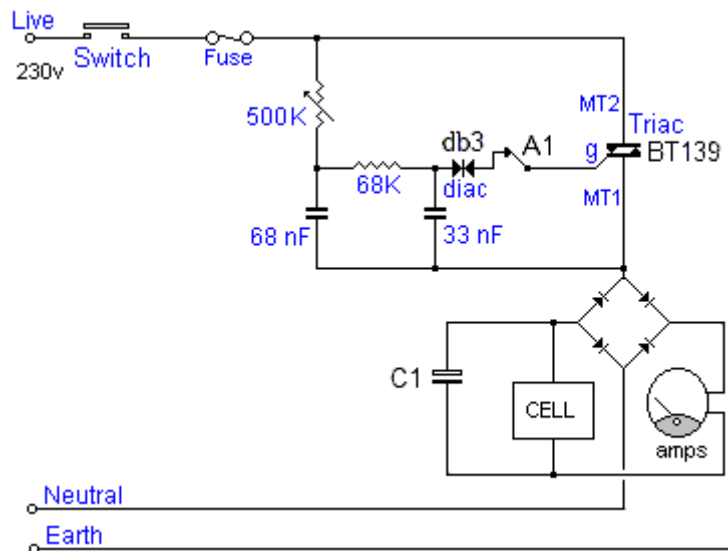 Live
230v
Switch
Fuse
500K
68K
68 nF
33 nF
db3
diac
A1
g
MT2
Triac
BT139
MT1
C1
CELL
amps
Neutral
Earth